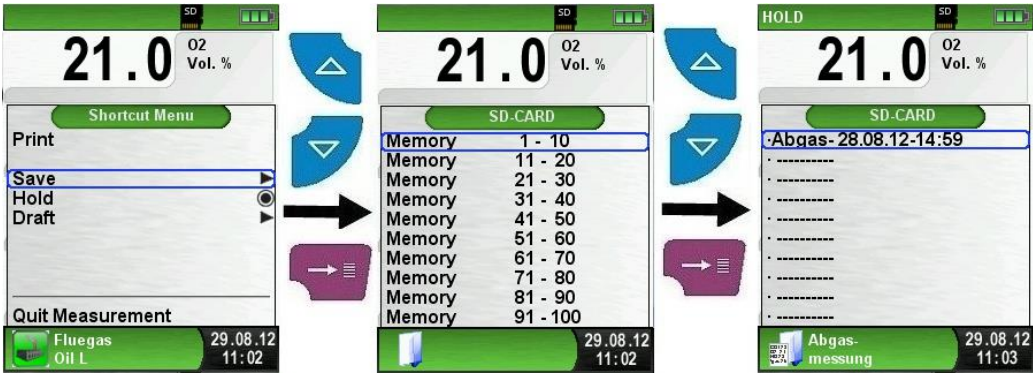 SD
21.0 O2 Vol. %
Shortcut Menu
Print
Save
Hold
Draft
Quit Measurement
Fluegas Oil L
29.08.12 11:02
SD
21.0 O2 Vol. %
SD-CARD
Memory 1 - 10
Memory 11 - 20
Memory 21 - 30
Memory 31 - 40
Memory 41 - 50
Memory 51 - 60
Memory 61 - 70
Memory 71 - 80
Memory 81 - 90
Memory 91 - 100
29.08.12 11:02
HOLD
SD
21.0 O2 Vol. %
SD-CARD
·Abgas- 28.08.12-14:59
· ----------
· ----------
· ----------
· ----------
· ----------
· ----------
· ----------
· ----------
· ----------
Abgas-
messung
29.08.12 11:03